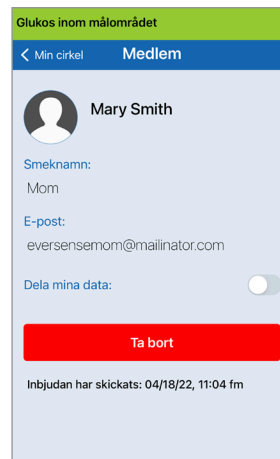 Glukos inom målområdet
Min cirkel Medlem
Mary Smith
Smeknamn:
Mom
E-post:
eversensemom@mailinator.com
Dela mina data:
Ta bort
Inbjudan har skickats: 04/18/22, 11:04 fm